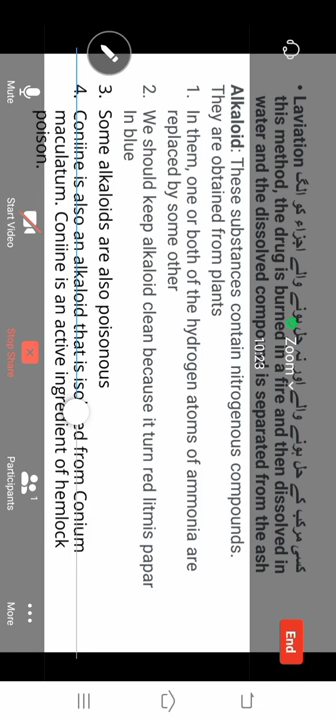 Zoom
10:23
End
• Laviation کسی مرکب کے حل ہونے والے اور نہ حل ہونے والے اجزاء کو الگ
this method, the drug is burned in a fire and then dissolved in
water and the dissolved compo is separated from the ash
Alkaloid: These substances contain nitrogenous compounds.
They are obtained from plants
1. In them, one or both of the hydrogen atoms of ammonia are
replaced by some other
2. We should keep alkaloid clean because it turn red litmis papar
In blue
3. Some alkaloids are also poisonous
4. Coniine is also an alkaloid that is iso ed from Conium
maculatum. Coniine is an active ingredient of hemlock
poison.
Mute
Start Video
Stop Share
1
Participants
More